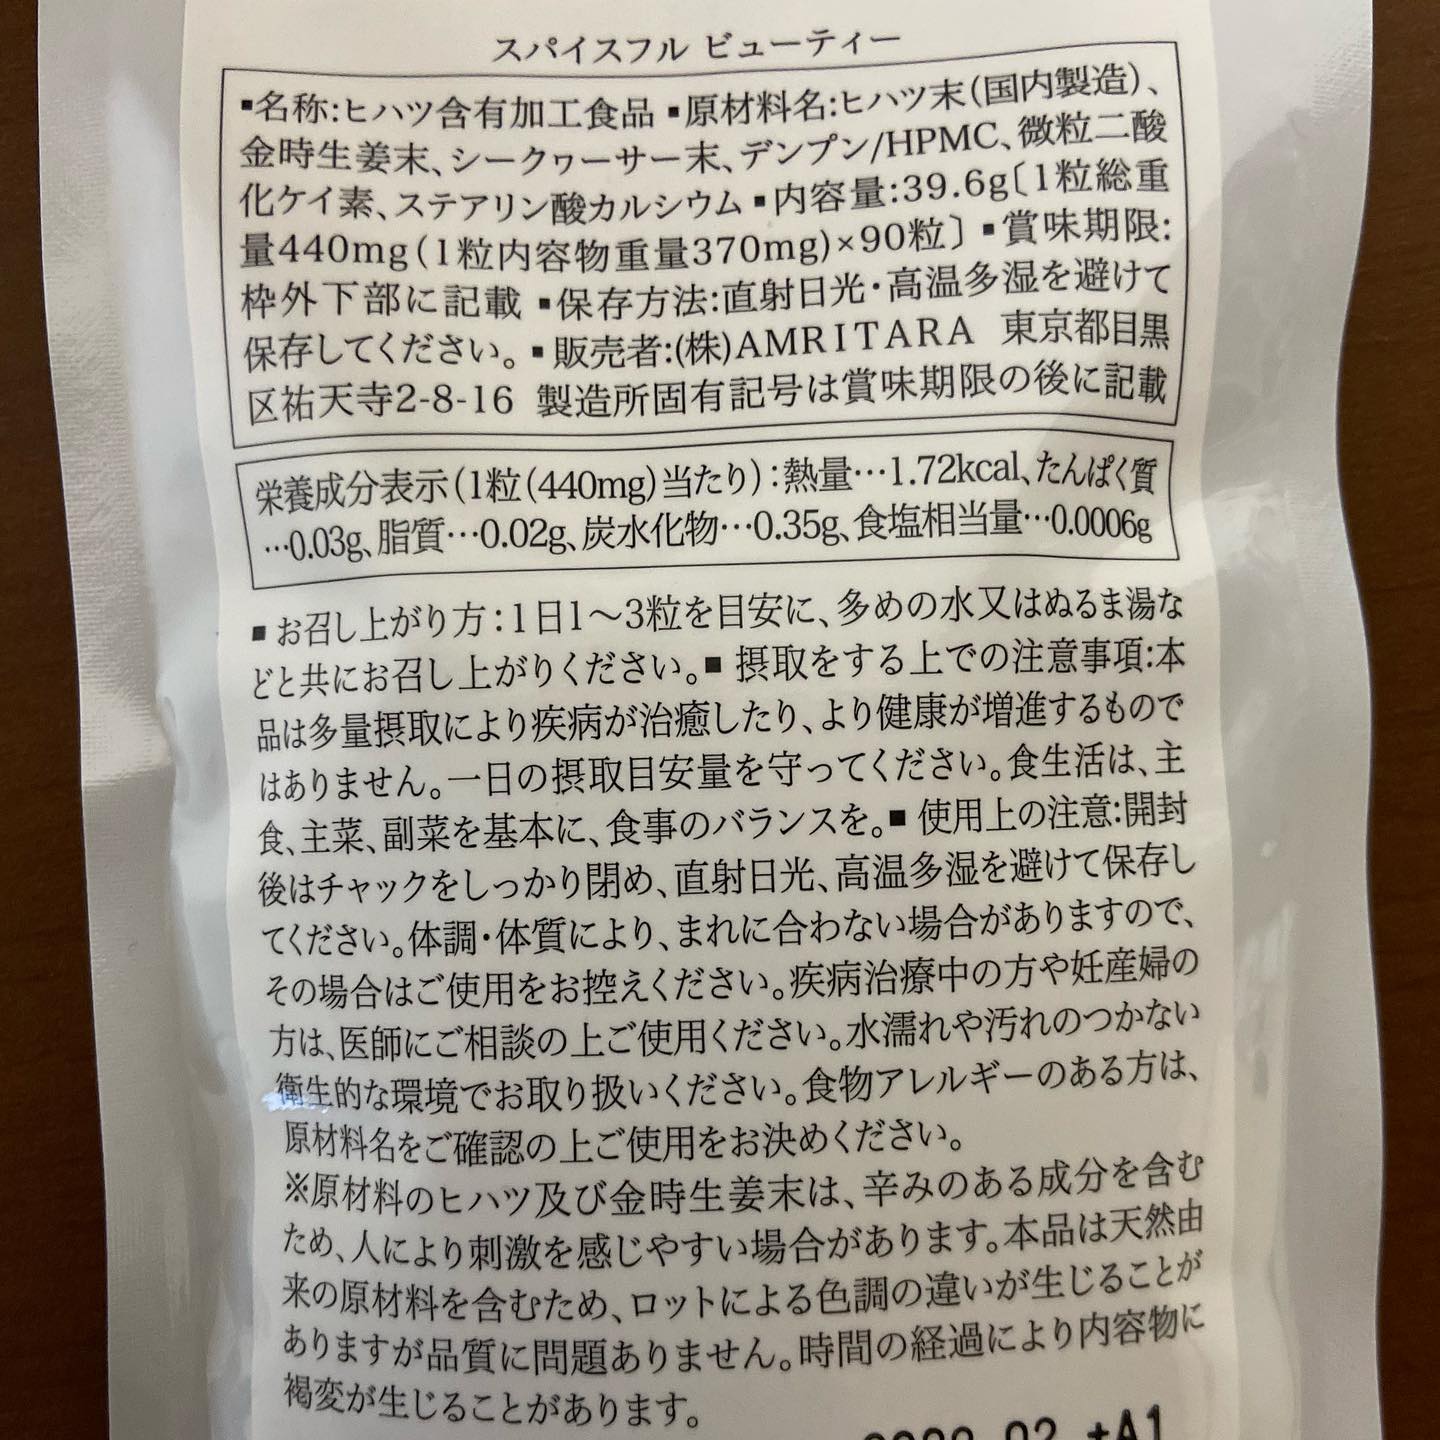 スパイスフル ビューティー
▪名称:ヒハツ含有加工食品 ▪原材料名:ヒハツ末(国内製造)、
金時生姜末、シークヮーサー末、デンプン/HPMC、微粒二酸
化ケイ素、ステアリン酸カルシウム ▪内容量:39.6g〔1粒総重
量440mg(1粒内容物重量370mg)×90粒〕 ▪賞味期限:
枠外下部に記載 ▪保存方法:直射日光・高温多湿を避けて
保存してください。 ▪販売者:(株)AMRITARA 東京都目黒
区祐天寺2-8-16 製造所固有記号は賞味期限の後に記載
栄養成分表示(1粒(440mg)当たり):熱量…1.72kcal、たんぱく質
…0.03g、脂質…0.02g、炭水化物…0.35g、食塩相当量…0.0006g
■ お召し上がり方:1日1〜3粒を目安に、多めの水又はぬるま湯な
どと共にお召し上がりください。■ 摂取をする上での注意事項:本
品は多量摂取により疾病が治癒したり、より健康が増進するもので
はありません。一日の摂取目安量を守ってください。食生活は、主
食、主菜、副菜を基本に、食事のバランスを。■ 使用上の注意:開封
後はチャックをしっかり閉め、直射日光、高温多湿を避けて保存し
てください。体調・体質により、まれに合わない場合がありますので、
その場合はご使用をお控えください。疾病治療中の方や妊産婦の
方は、医師にご相談の上ご使用ください。水濡れや汚れのつかない
衛生的な環境でお取り扱いください。食物アレルギーのある方は、
原材料名をご確認の上ご使用をお決めください。
※原材料のヒハツ及び金時生姜末は、辛みのある成分を含む
ため、人により刺激を感じやすい場合があります。本品は天然由
来の原材料を含むため、ロットによる色調の違いが生じることが
ありますが品質に問題ありません。時間の経過により内容物に
褐変が生じることがあります。
+A1